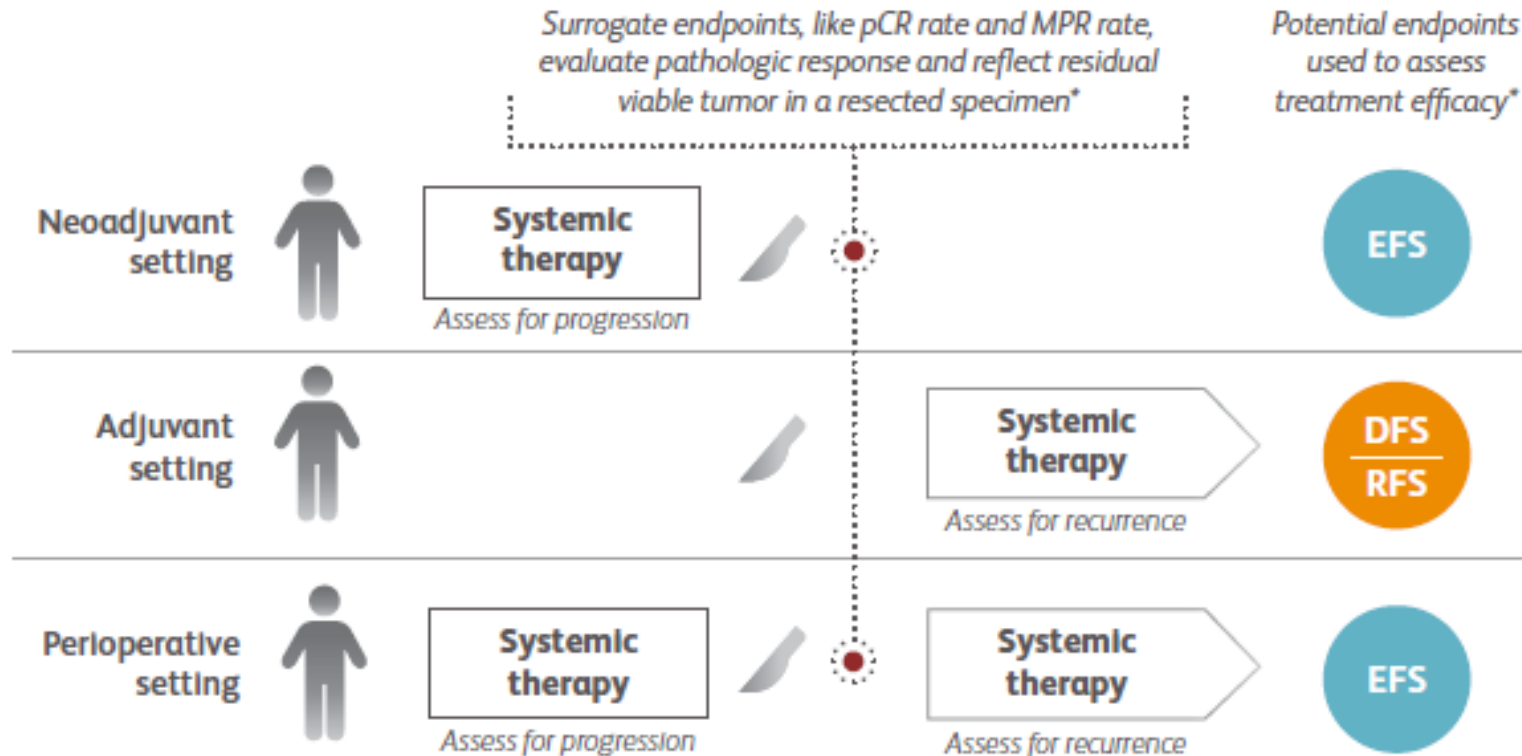 Surrogate endpoints, like pCR rate and MPR rate,
evaluate pathologic response and reflect residual
viable tumor in a resected specimen*
Potential endpoints
used to assess
treatment efficacy*
Neoadjuvant
setting
Systemic
therapy
Assess for progression
EFS
Adjuvant
setting
Systemic
therapy
Assess for recurrence
DFS
RFS
Perioperative
setting
Systemic
therapy
Assess for progression
Systemic
therapy
Assess for recurrence
EFS